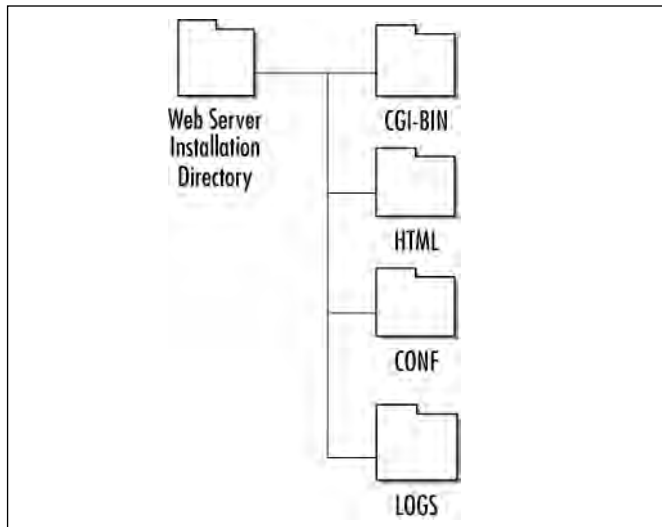 Web Server
Installation
Directory
CGI-BIN
HTML
CONF
LOGS